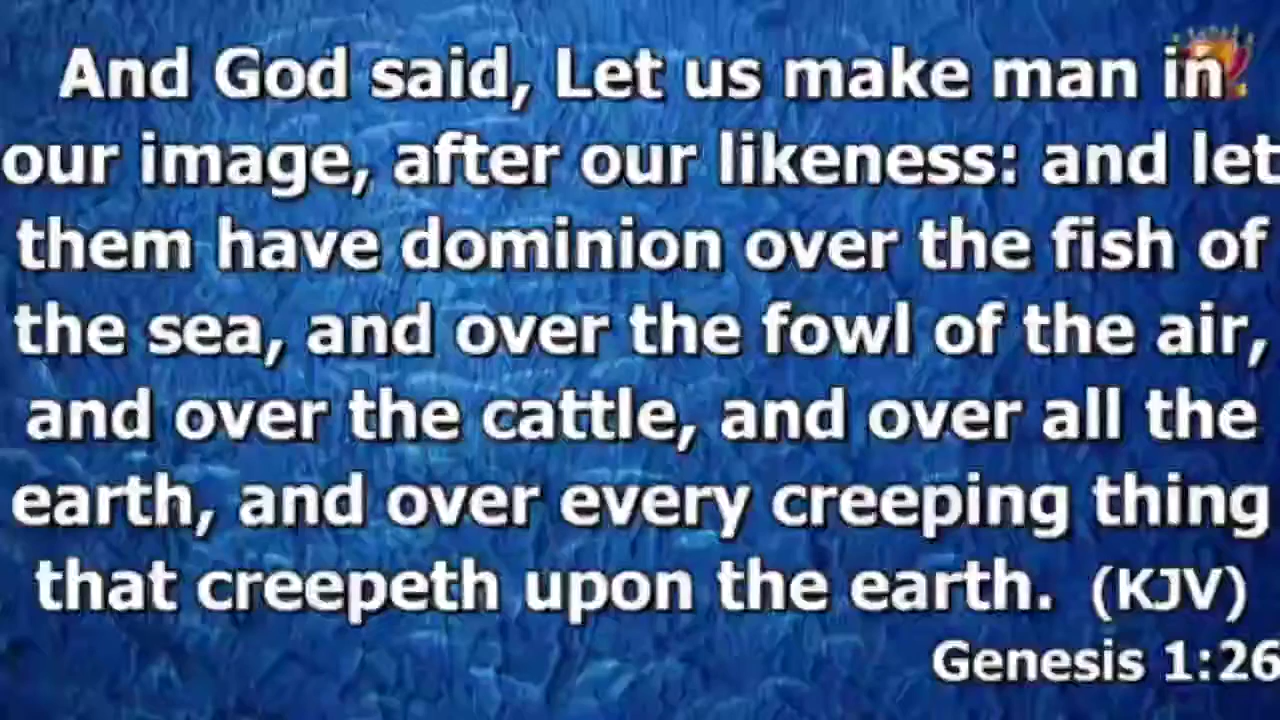 And God said, Let us make man in
our image, after our likeness: and let
them have dominion over the fish of
the sea, and over the fowl of the air,
and over the cattle, and over all the
earth, and over every creeping thing
that creepeth upon the earth. (KJV)
Genesis 1:26